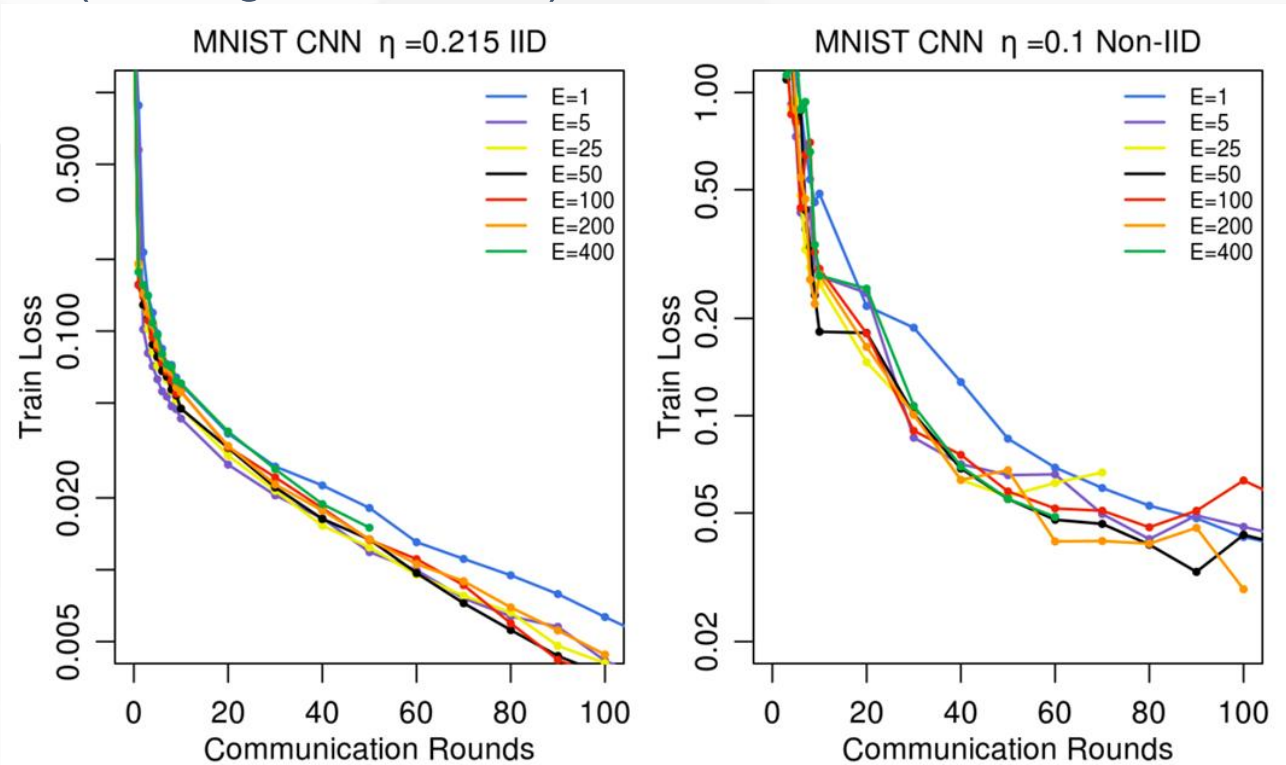 MNIST CNN η =0.215 IID
E=1
E=5
E=25
E=50
E=100
E=200
E=400
Train Loss
0.500
0.100
0.020
0.005
0 20 40 60 80 100
Communication Rounds
MNIST CNN η =0.1 Non-IID
E=1
E=5
E=25
E=50
E=100
E=200
E=400
Train Loss
1.00
0.50
0.20
0.10
0.05
0.02
0 20 40 60 80 100
Communication Rounds